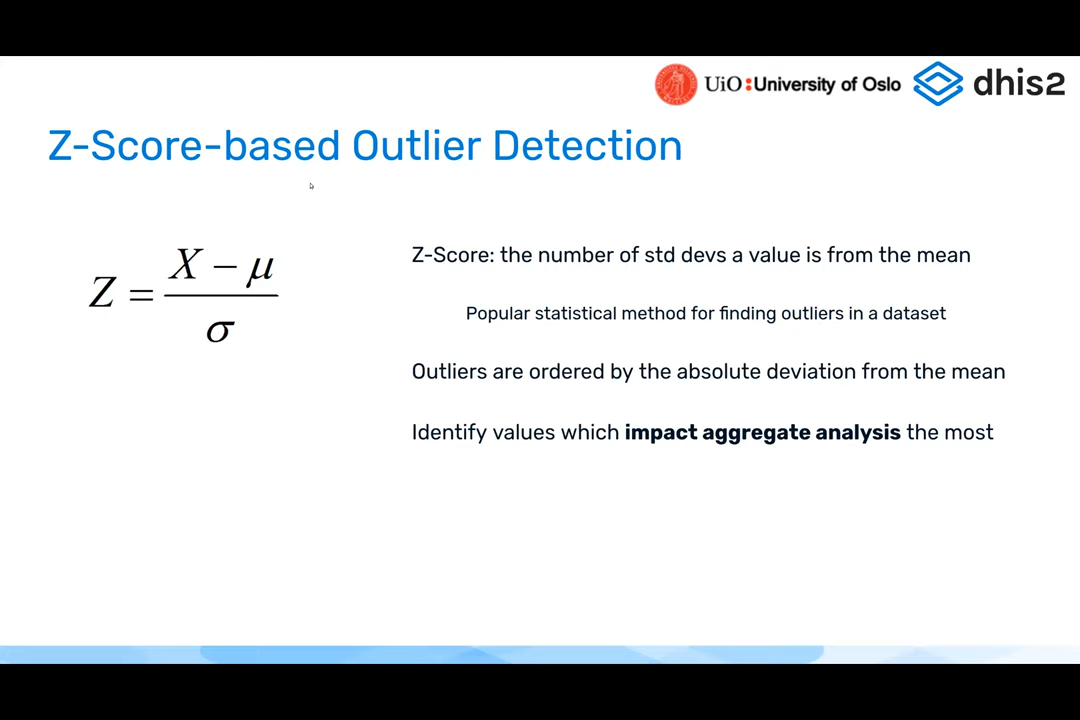 UiO:University of Oslo dhis2
Z-Score-based Outlier Detection
Z = (X − μ) / σ
Z-Score: the number of std devs a value is from the mean
Popular statistical method for finding outliers in a dataset
Outliers are ordered by the absolute deviation from the mean
Identify values which impact aggregate analysis the most